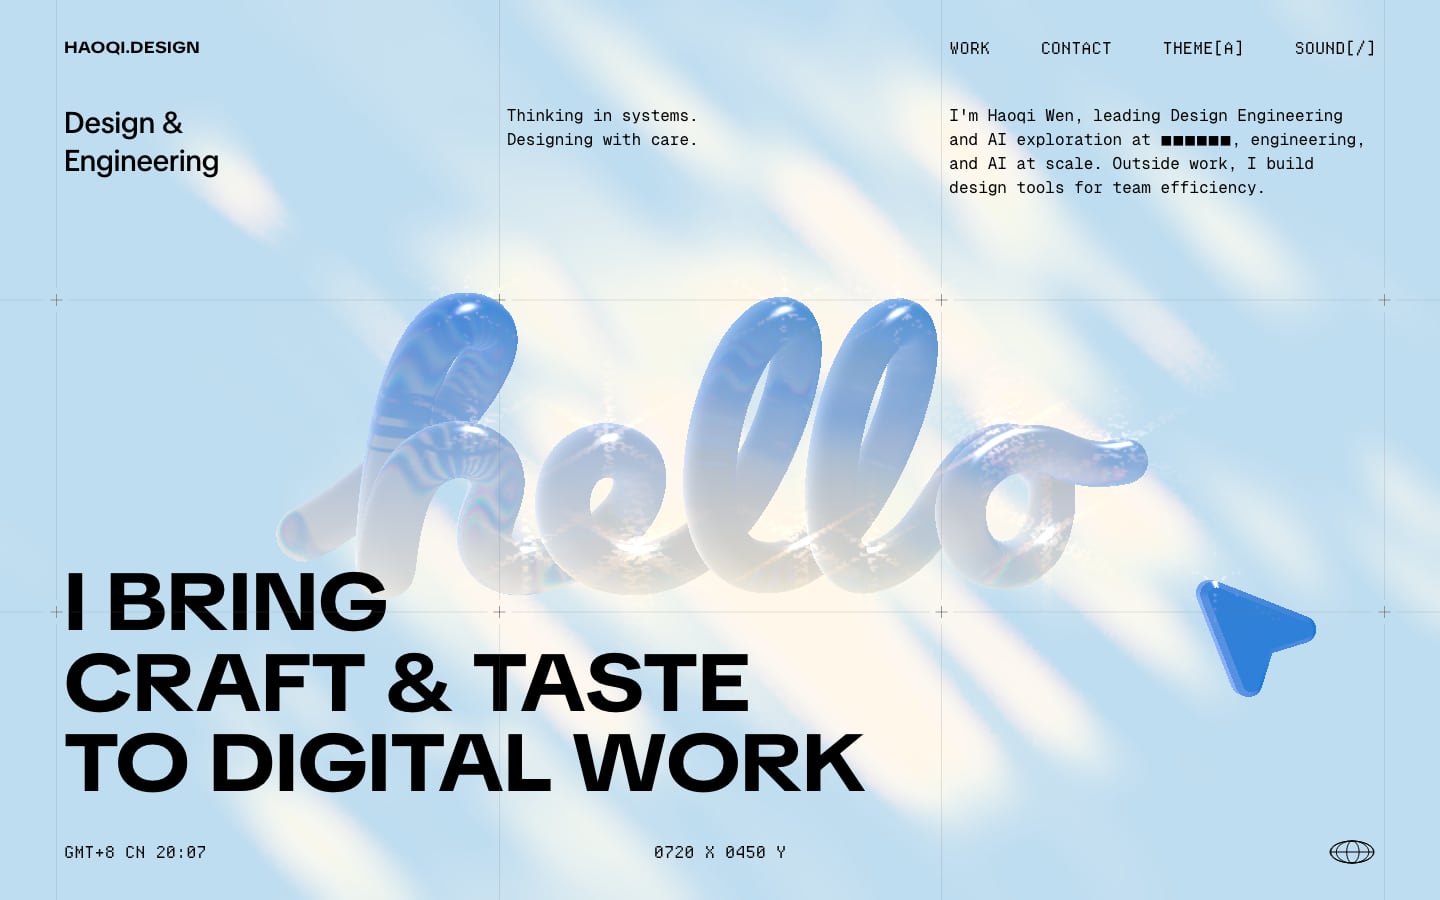 HAOQI.DESIGN
WORK CONTACT THEME[A] SOUND[/]
Design &
Engineering
Thinking in systems.
Designing with care.
I'm Haoqi Wen, leading Design Engineering
and AI exploration at ■■■■■■, engineering,
and AI at scale. Outside work, I build
design tools for team efficiency.
hello
I BRING
CRAFT & TASTE
TO DIGITAL WORK
GMT+8 CN 20:07
0720 X 0450 Y